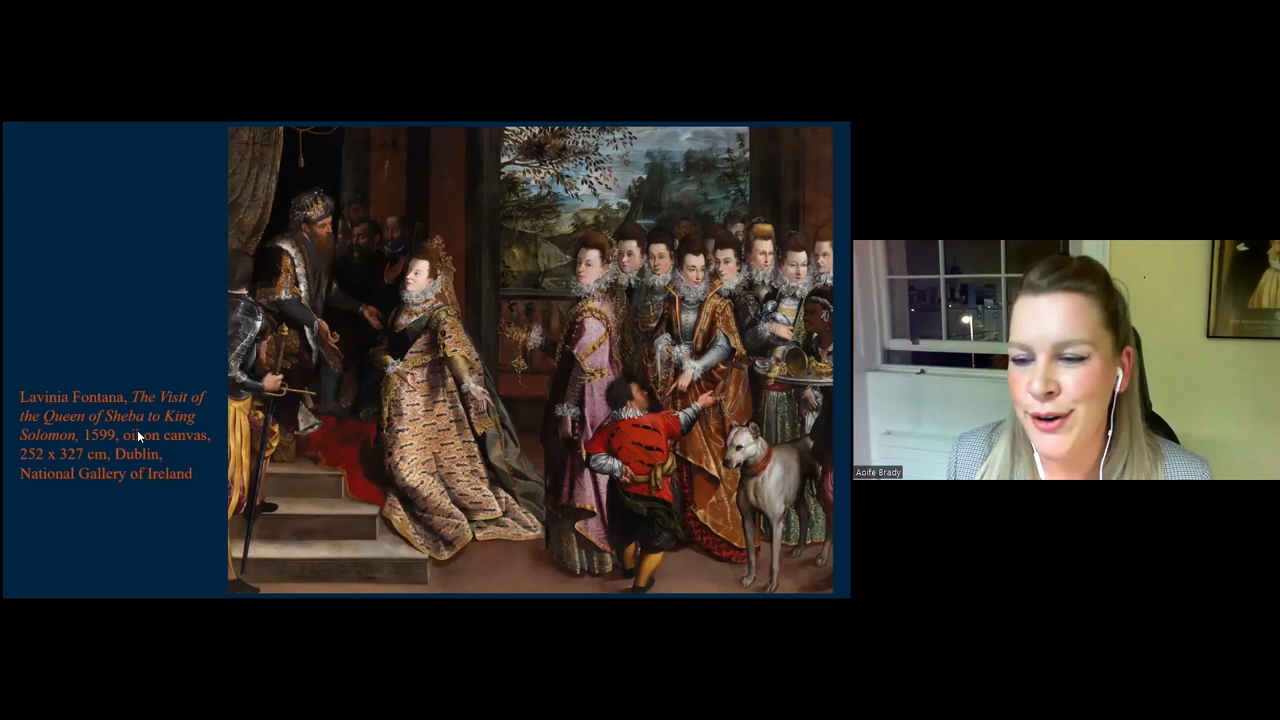 Lavinia Fontana, The Visit of
the Queen of Sheba to King
Solomon, 1599, oil on canvas,
252 x 327 cm, Dublin,
National Gallery of Ireland
Aoife Brady